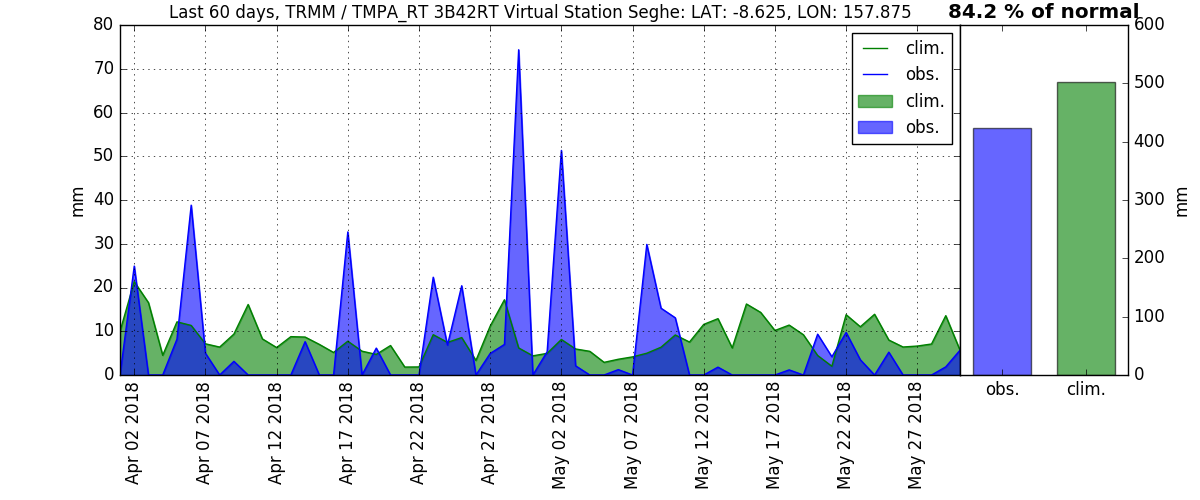 Last 60 days, TRMM / TMPA_RT 3B42RT Virtual Station Seghe: LAT: -8.625, LON: 157.875
84.2 % of normal
80
70
60
50
40
30
20
10
0
mm
clim.
obs.
clim.
obs.
600
500
400
300
200
100
0
mm
obs.
clim.
Apr 02 2018
Apr 07 2018
Apr 12 2018
Apr 17 2018
Apr 22 2018
Apr 27 2018
May 02 2018
May 07 2018
May 12 2018
May 17 2018
May 22 2018
May 27 2018